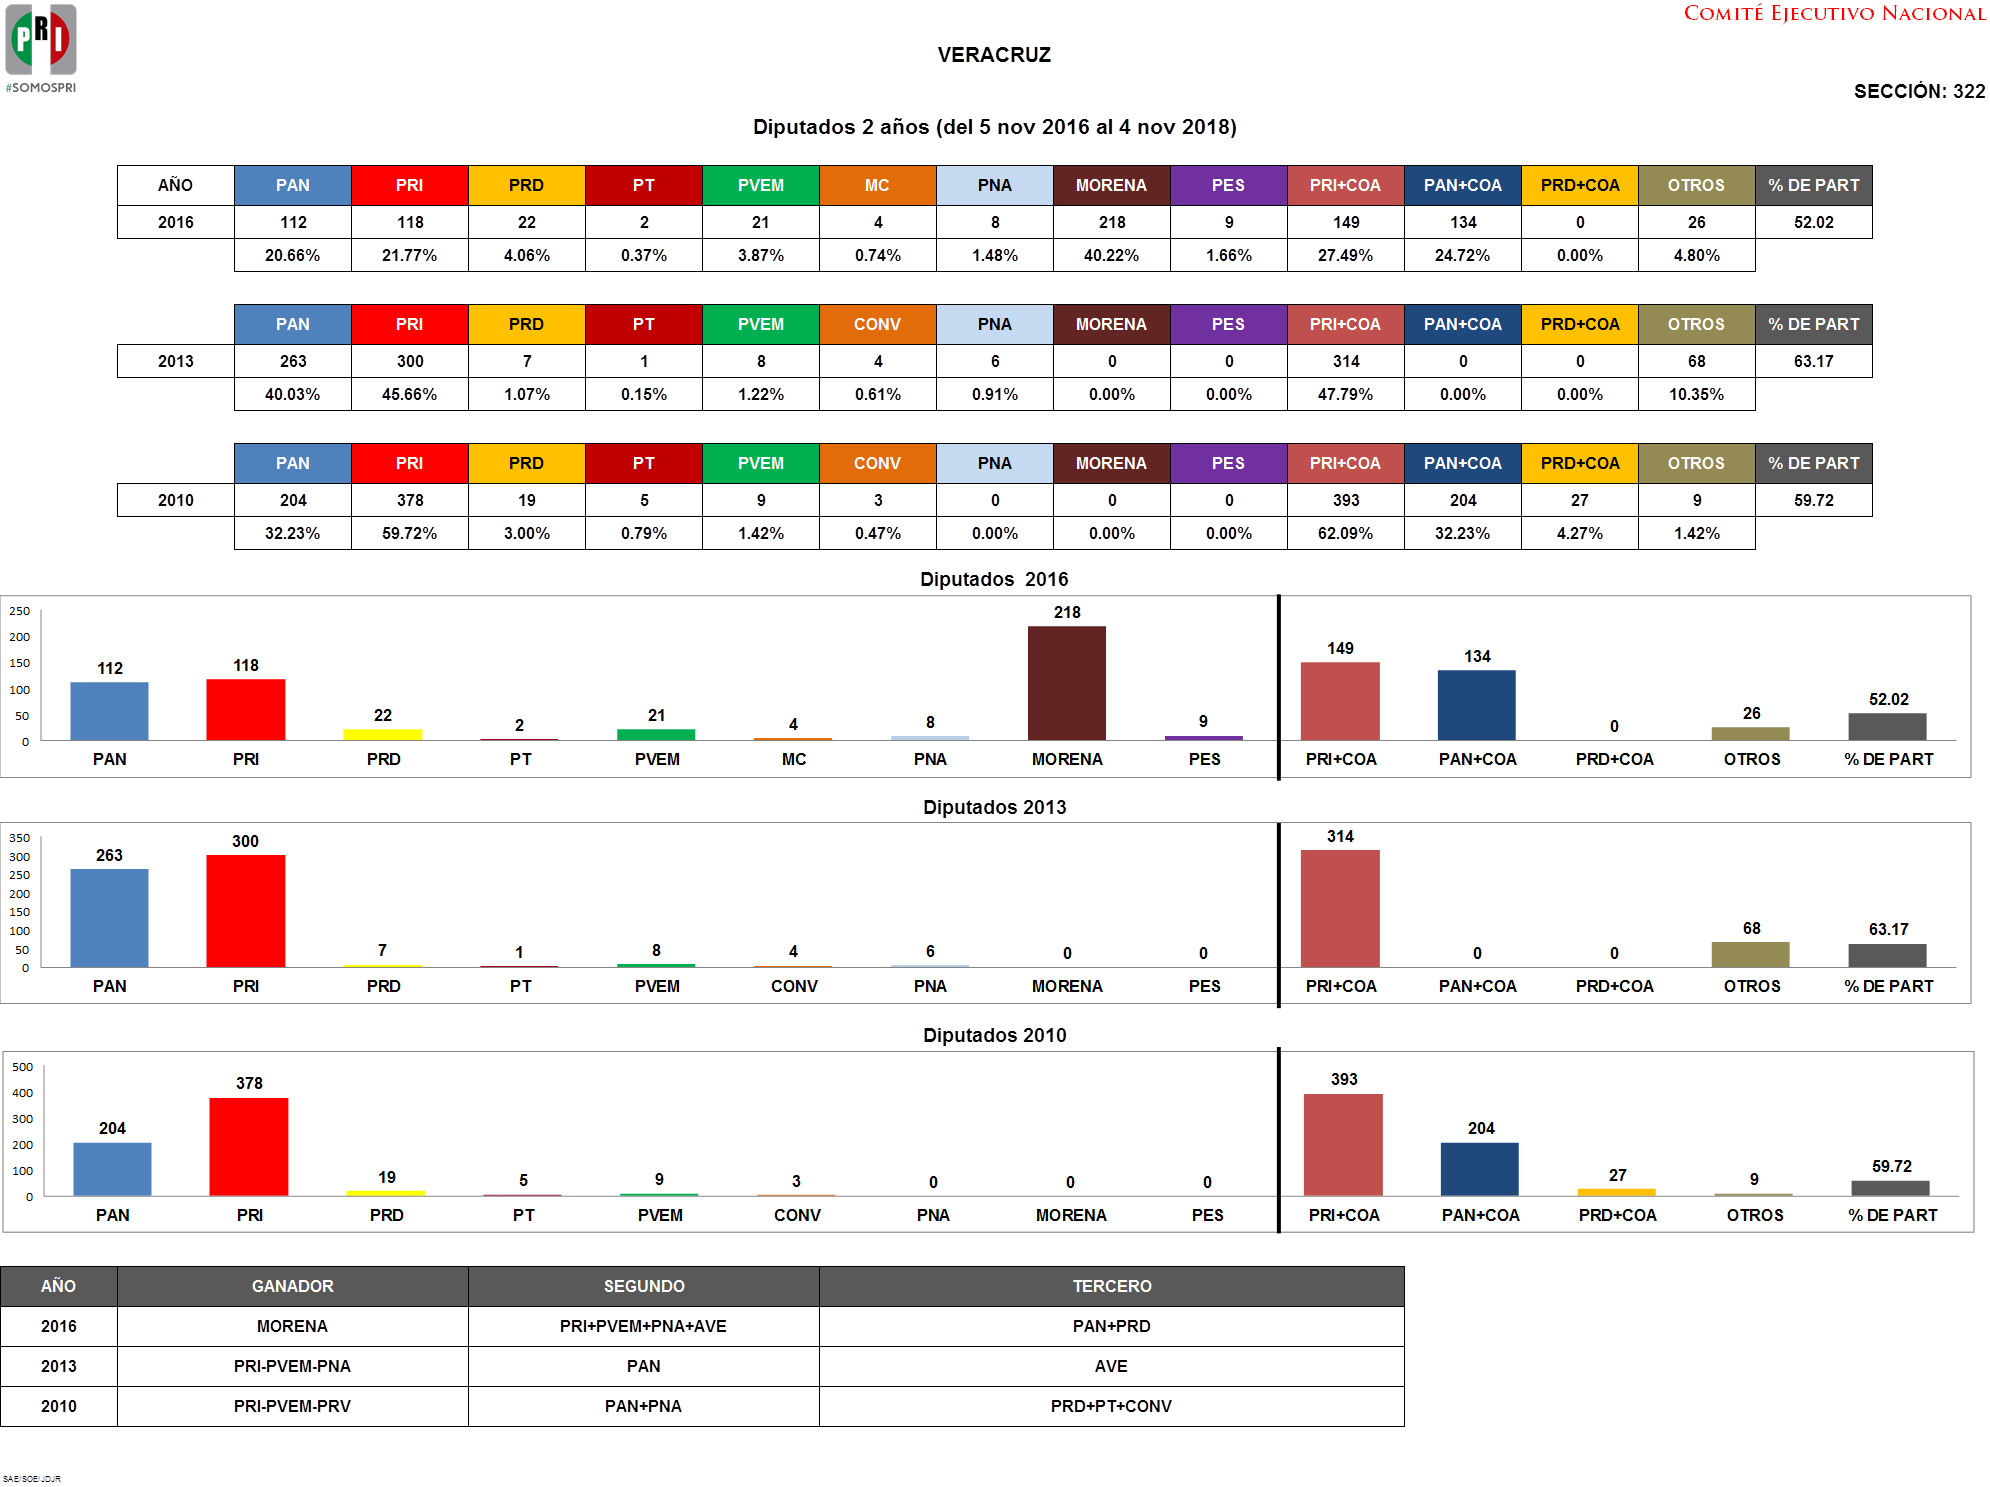 PRI
#SOMOSPRI
COMITÉ EJECUTIVO NACIONAL
VERACRUZ
SECCIÓN: 322
Diputados 2 años (del 5 nov 2016 al 4 nov 2018)
AÑO PAN PRI PRD PT PVEM MC PNA MORENA PES PRI+COA PAN+COA PRD+COA OTROS % DE PART
2016 112 118 22 2 21 4 8 218 9 149 134 0 26 52.02
20.66% 21.77% 4.06% 0.37% 3.87% 0.74% 1.48% 40.22% 1.66% 27.49% 24.72% 0.00% 4.80%
PAN PRI PRD PT PVEM CONV PNA MORENA PES PRI+COA PAN+COA PRD+COA OTROS % DE PART
2013 263 300 7 1 8 4 6 0 0 314 0 0 68 63.17
40.03% 45.66% 1.07% 0.15% 1.22% 0.61% 0.91% 0.00% 0.00% 47.79% 0.00% 0.00% 10.35%
PAN PRI PRD PT PVEM CONV PNA MORENA PES PRI+COA PAN+COA PRD+COA OTROS % DE PART
2010 204 378 19 5 9 3 0 0 0 393 204 27 9 59.72
32.23% 59.72% 3.00% 0.79% 1.42% 0.47% 0.00% 0.00% 0.00% 62.09% 32.23% 4.27% 1.42%
Diputados 2016
250
200
150
100
50
0
112 118 22 2 21 4 8 218 9 149 134 0 26 52.02
PAN PRI PRD PT PVEM MC PNA MORENA PES PRI+COA PAN+COA PRD+COA OTROS % DE PART
Diputados 2013
350
300
250
200
150
100
50
0
263 300 7 1 8 4 6 0 0 314 0 0 68 63.17
PAN PRI PRD PT PVEM CONV PNA MORENA PES PRI+COA PAN+COA PRD+COA OTROS % DE PART
Diputados 2010
500
400
300
200
100
0
204 378 19 5 9 3 0 0 0 393 204 27 9 59.72
PAN PRI PRD PT PVEM CONV PNA MORENA PES PRI+COA PAN+COA PRD+COA OTROS % DE PART
AÑO GANADOR SEGUNDO TERCERO
2016 MORENA PRI+PVEM+PNA+AVE PAN+PRD
2013 PRI-PVEM-PNA PAN AVE
2010 PRI-PVEM-PRV PAN+PNA PRD+PT+CONV
SAE/SOE/JDJR